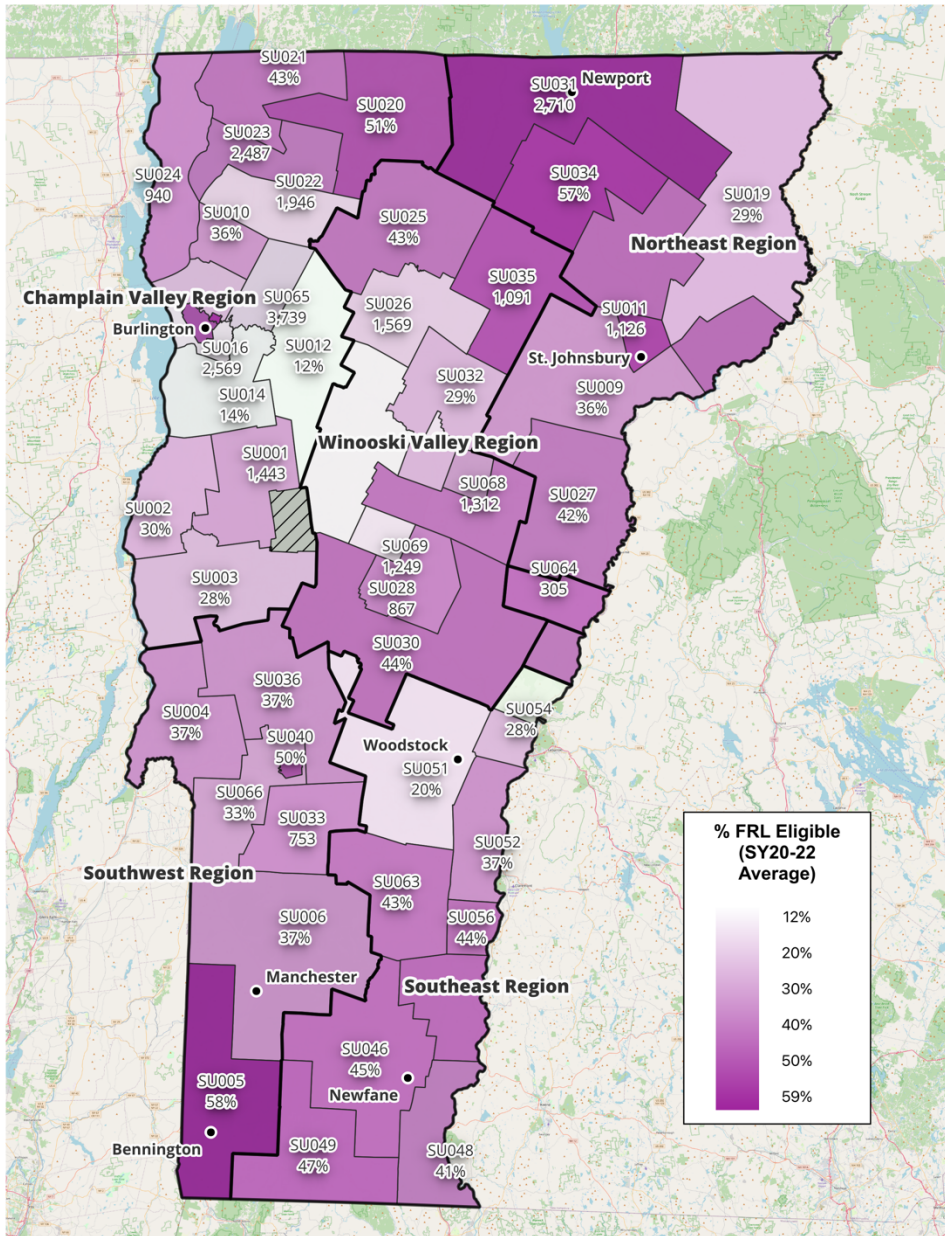 SU021
43%
SU020
51%
SU031
2,710
Newport
SU023
2,487
SU024
940
SU022
1,946
SU034
57%
SU019
29%
SU010
36%
SU025
43%
Northeast Region
SU035
1,091
Champlain Valley Region
SU065
3,739
SU026
1,569
SU011
1,126
Burlington
SU016
2,569
SU012
12%
St. Johnsbury
SU032
29%
SU009
36%
SU014
14%
Winooski Valley Region
SU001
1,443
SU068
1,312
SU027
42%
SU002
30%
SU069
1,249
SU003
28%
SU028
867
SU064
305
SU030
44%
SU036
37%
SU004
37%
SU054
28%
SU040
50%
Woodstock
SU051
20%
SU066
33%
SU033
753
SU052
37%
Southwest Region
SU063
43%
SU006
37%
SU056
44%
Manchester
Southeast Region
SU046
45%
Newfane
SU005
58%
Bennington
SU049
47%
SU048
41%
% FRL Eligible
(SY20-22
Average)
12%
20%
30%
40%
50%
59%